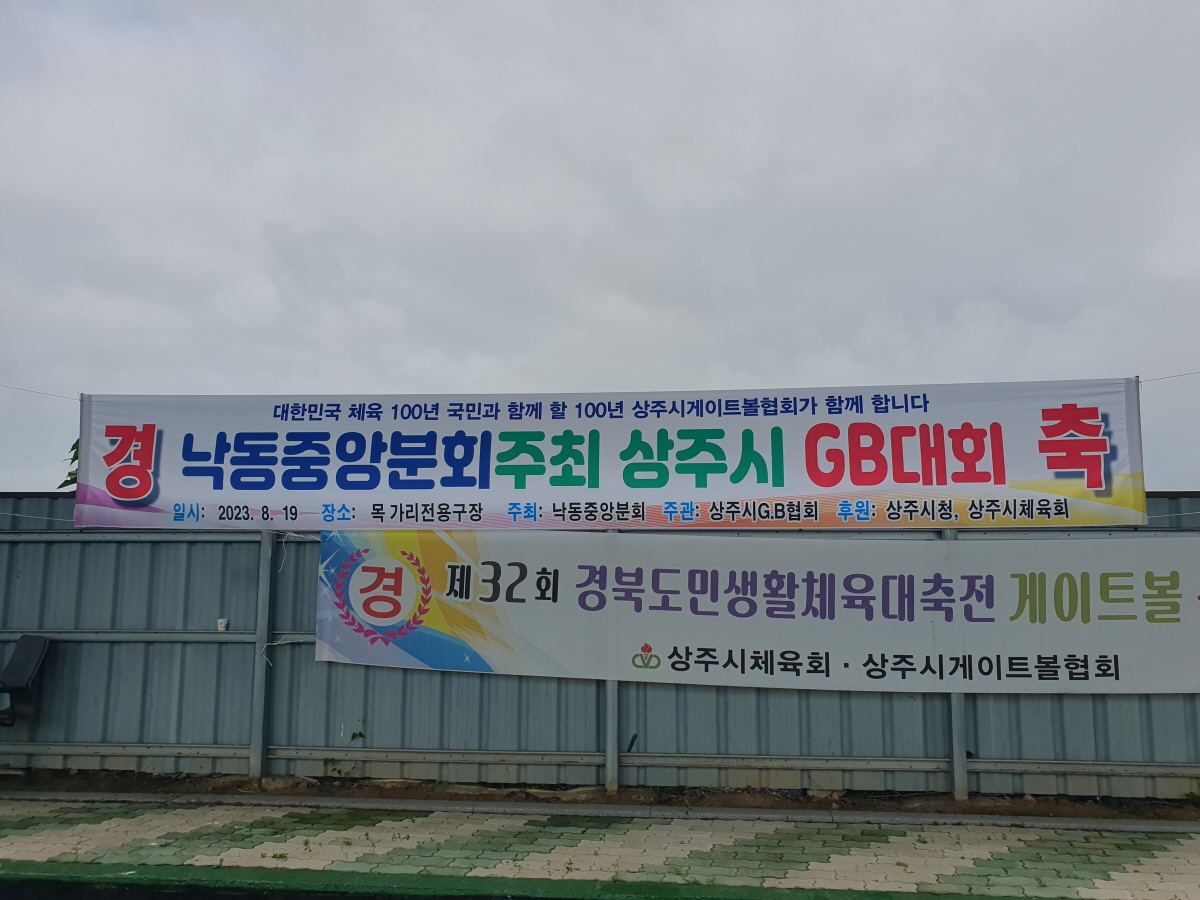 대한민국 체육 100년 국민과 함께 할 100년 상주시게이트볼협회가 함께 합니다
경 낙동중앙분회주최 상주시 GB대회 축
일시: 2023. 8. 19 장소: 목 가리전용구장 주최: 낙동중앙분회 주관: 상주시G.B협회 후원: 상주시청, 상주시체육회
경 제32회 경북도민생활체육대축전 게이트볼
상주시체육회 · 상주시게이트볼협회